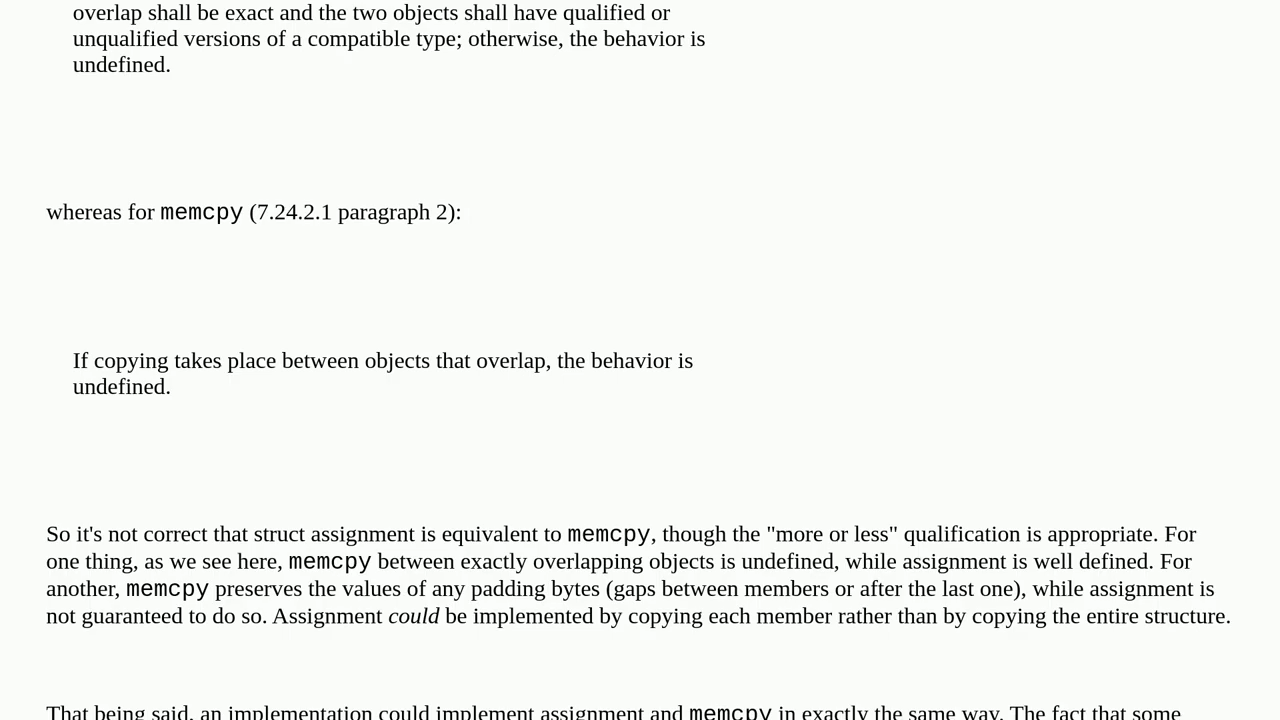 overlap shall be exact and the two objects shall have qualified or
unqualified versions of a compatible type; otherwise, the behavior is
undefined.
whereas for memcpy (7.24.2.1 paragraph 2):
If copying takes place between objects that overlap, the behavior is
undefined.
So it's not correct that struct assignment is equivalent to memcpy, though the "more or less" qualification is appropriate. For
one thing, as we see here, memcpy between exactly overlapping objects is undefined, while assignment is well defined. For
another, memcpy preserves the values of any padding bytes (gaps between members or after the last one), while assignment is
not guaranteed to do so. Assignment could be implemented by copying each member rather than by copying the entire structure.
That being said, an implementation could implement assignment and memcpy in exactly the same way. The fact that some